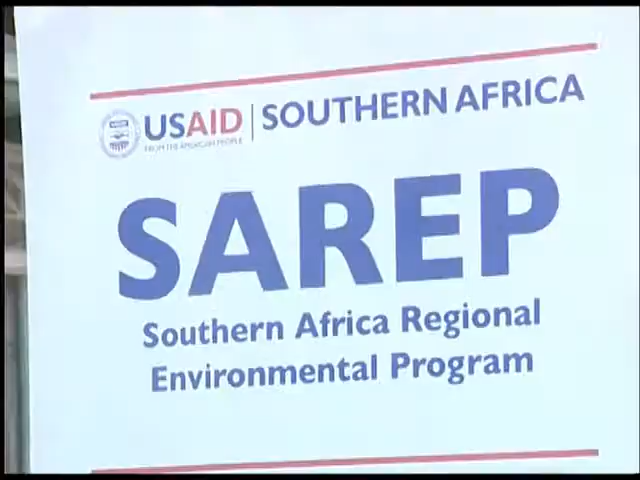 USAID | SOUTHERN AFRICA
FROM THE AMERICAN PEOPLE
SAREP
Southern Africa Regional
Environmental Program